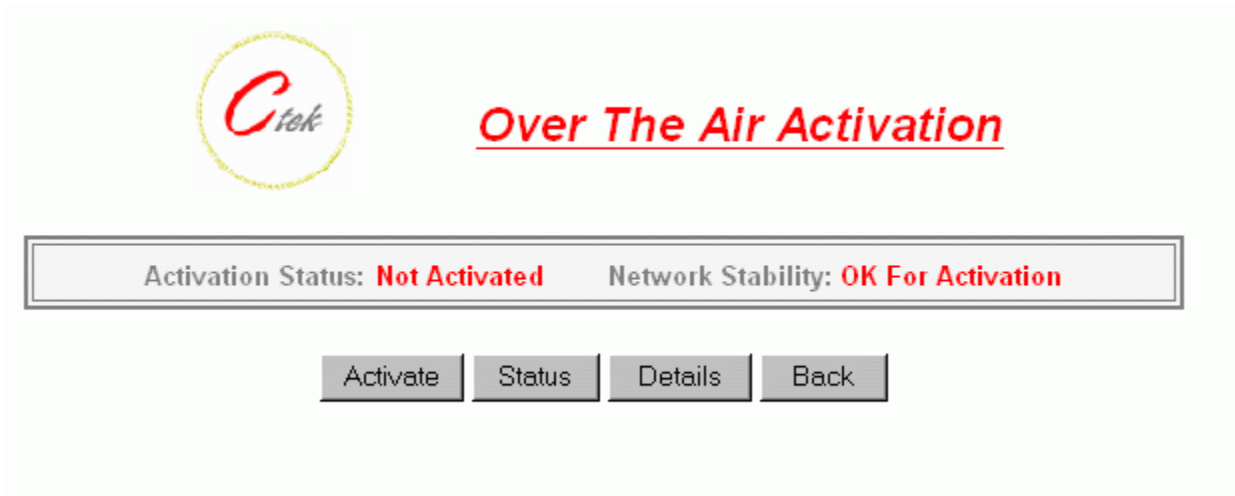 Ctek
Over The Air Activation
Activation Status: Not Activated Network Stability: OK For Activation
Activate Status Details Back